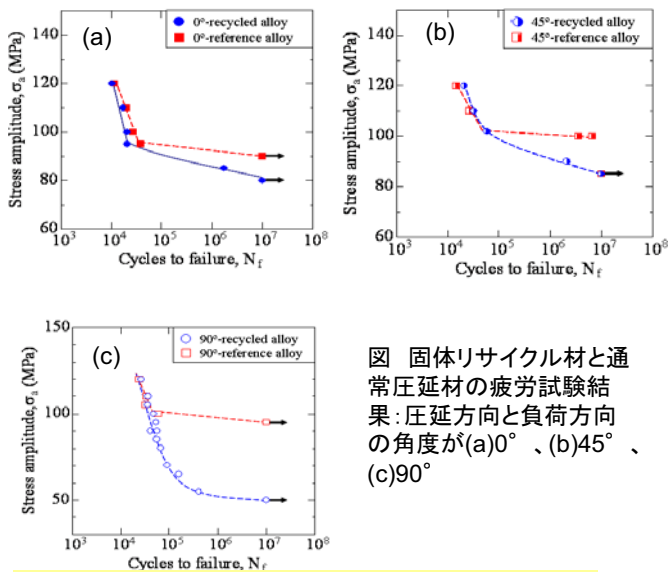 (a)
0°-recycled alloy
0°-reference alloy
Stress amplitude, σa (MPa)
140
120
100
80
60
10³ 10⁴ 10⁵ 10⁶ 10⁷ 10⁸
Cycles to failure, Nf
(b)
45°-recycled alloy
45°-reference alloy
Stress amplitude, σa (MPa)
140
120
100
80
60
10³ 10⁴ 10⁵ 10⁶ 10⁷ 10⁸
Cycles to failure, Nf
(c)
90°-recycled alloy
90°-reference alloy
Stress amplitude,σa (MPa)
150
100
50
10³ 10⁴ 10⁵ 10⁶ 10⁷ 10⁸
Cycles to failure, Nf
図 固体リサイクル材と通
常圧延材の疲労試験結
果:圧延方向と負荷方向
の角度が(a)0°、(b)45°、
(c)90°